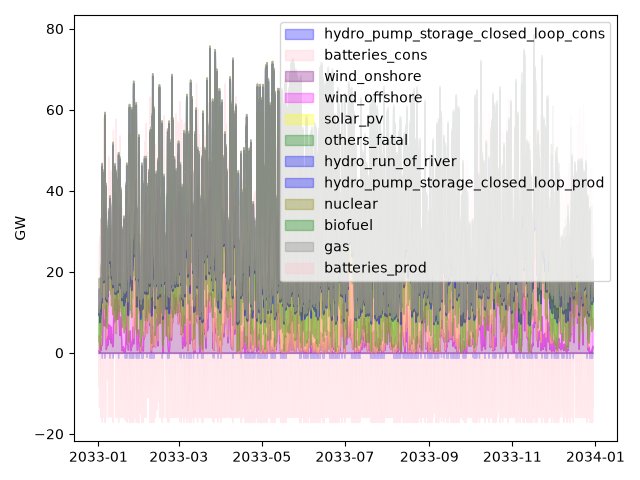 80
60
40
20
0
−20
GW
hydro_pump_storage_closed_loop_cons
batteries_cons
wind_onshore
wind_offshore
solar_pv
others_fatal
hydro_run_of_river
hydro_pump_storage_closed_loop_prod
nuclear
biofuel
gas
batteries_prod
2033-01 2033-03 2033-05 2033-07 2033-09 2033-11 2034-01